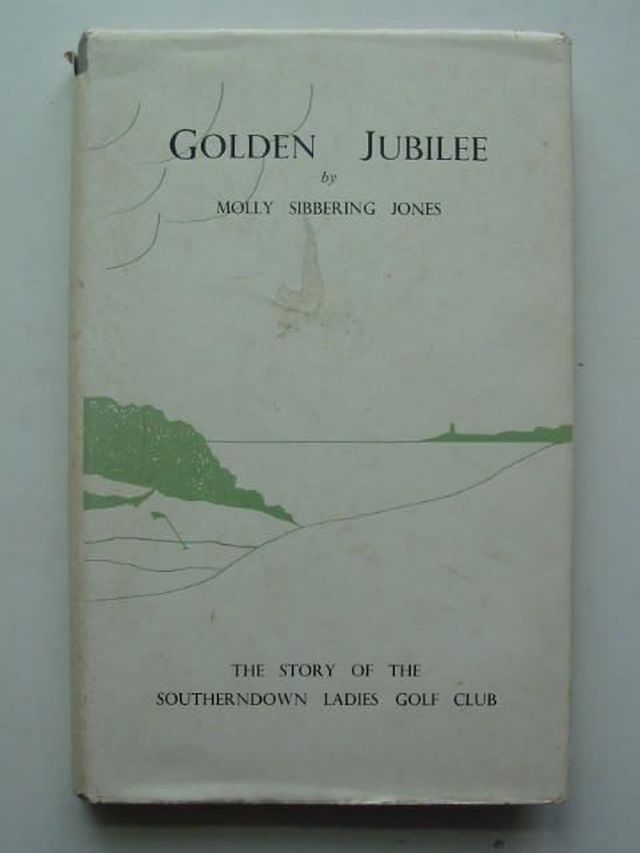 GOLDEN JUBILEE
by
MOLLY SIBBERING JONES
THE STORY OF THE
SOUTHERNDOWN LADIES GOLF CLUB